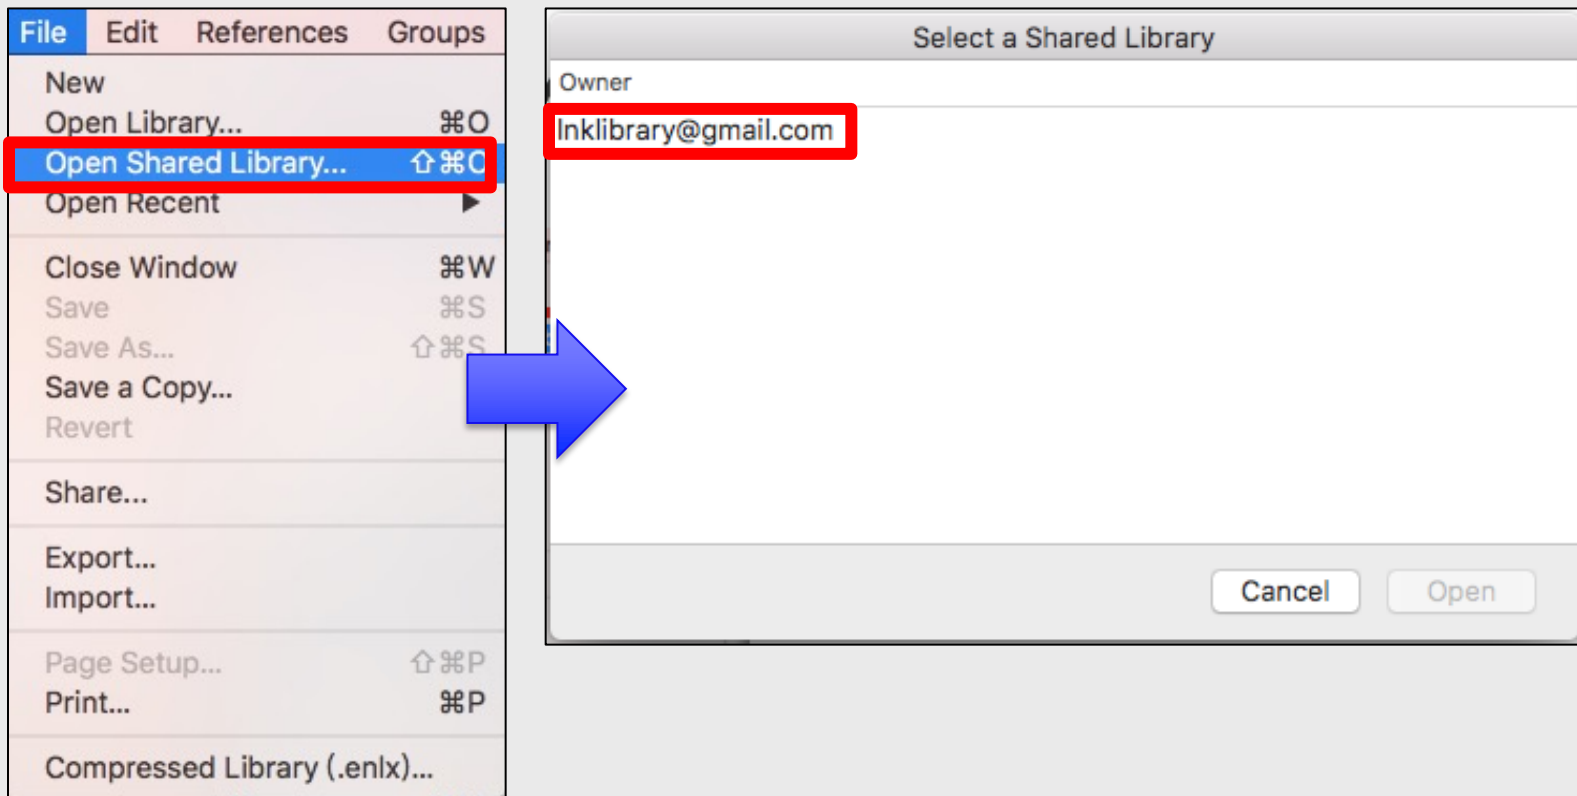 File Edit References Groups
New
Open Library... ⌘O
Open Shared Library... ⇧⌘O
Open Recent ▶
Close Window ⌘W
Save ⌘S
Save As... ⇧⌘S
Save a Copy...
Revert
Share...
Export...
Import...
Page Setup... ⇧⌘P
Print... ⌘P
Compressed Library (.enlx)...
Select a Shared Library
Owner
lnklibrary@gmail.com
Cancel Open